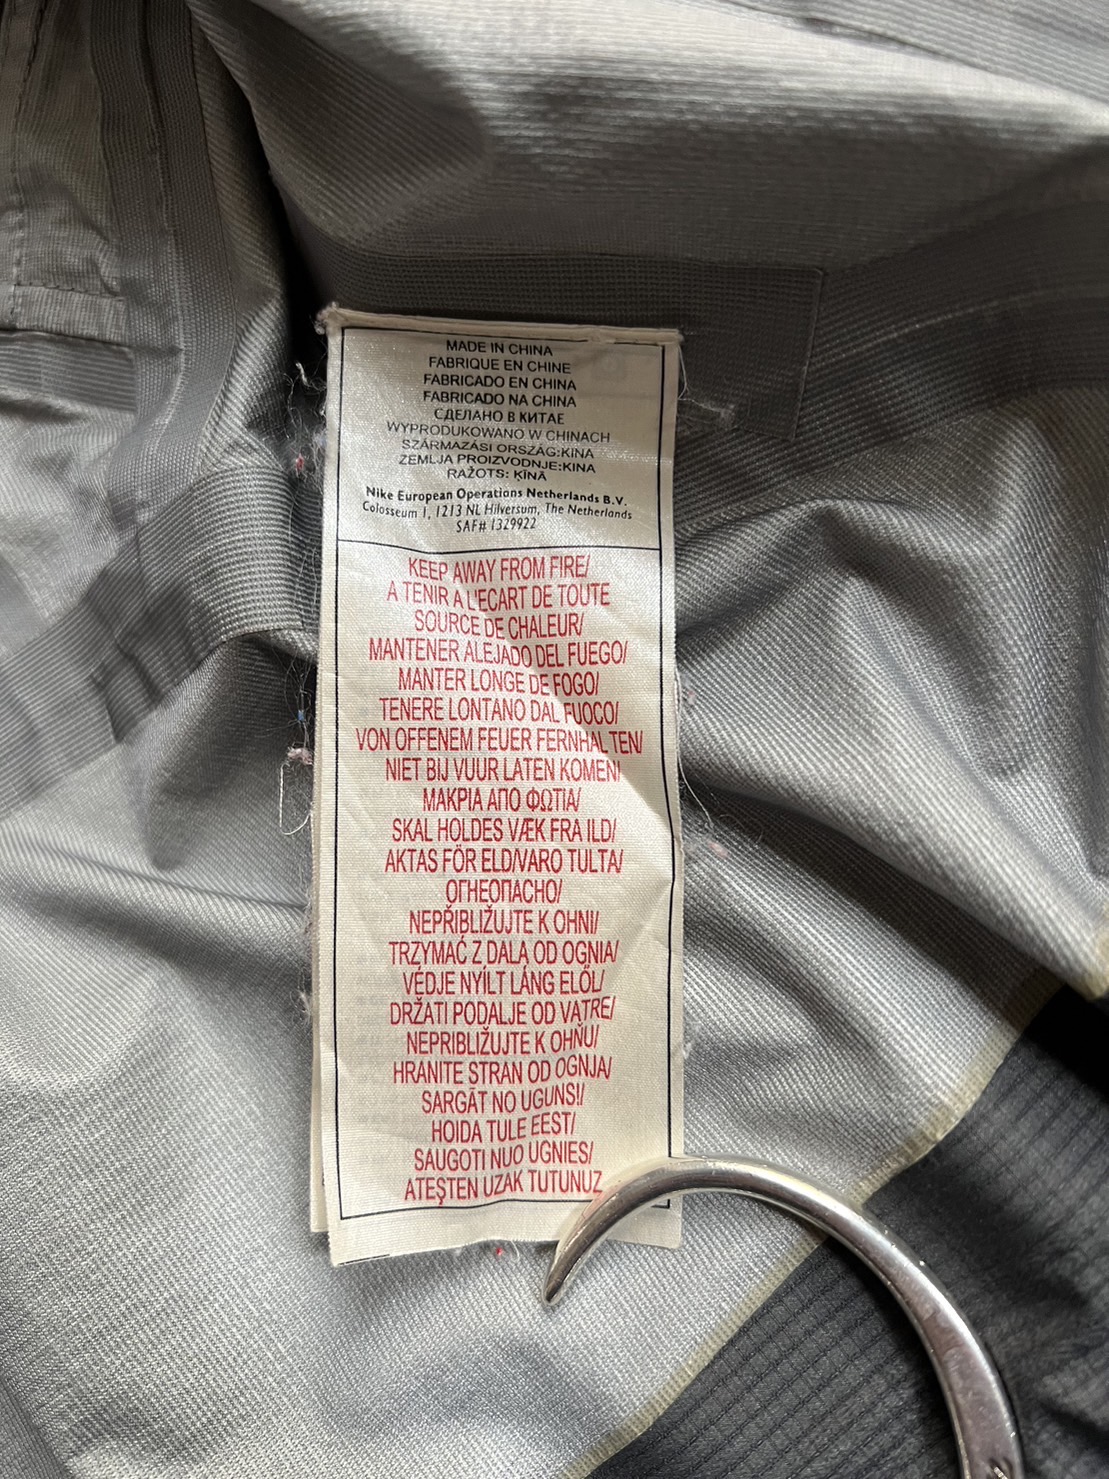 MADE IN CHINA
FABRIQUE EN CHINE
FABRICADO EN CHINA
FABRICADO NA CHINA
СДЕЛАНО В КИТАЕ
WYPRODUKOWANO W CHINACH
SZÁRMAZÁSI ORSZÁG:KINA
ZEMLJA PROIZVODNJE:KINA
RAŽOTS: ĶĪNĀ
Nike European Operations Netherlands B.V.
Colosseum 1, 1213 NL Hilversum, The Netherlands
SAF# 1329922
KEEP AWAY FROM FIRE/
A TENIR A L'ECART DE TOUTE
SOURCE DE CHALEUR/
MANTENER ALEJADO DEL FUEGO/
MANTER LONGE DE FOGO/
TENERE LONTANO DAL FUOCO/
VON OFFENEM FEUER FERNHALTEN/
NIET BIJ VUUR LATEN KOMEN/
ΜΑΚΡΙΑ ΑΠΟ ΦΩΤΙΑ/
SKAL HOLDES VÆK FRA ILD/
AKTAS FÖR ELD/VARO TULTA/
ОГНЕОПАСНО/
NEPŘIBLIŽUJTE K OHNI/
TRZYMAĆ Z DALA OD OGNIA/
VÉDJE NYÍLT LÁNG ELŐL/
DRŽATI PODALJE OD VATRE/
NEPRIBLIŽUJTE K OHŇU/
HRANITE STRAN OD OGNJA/
SARGĀT NO UGUNS!/
HOIDA TULE EEST/
SAUGOTI NUO UGNIES/
ATEŞTEN UZAK TUTUNUZ